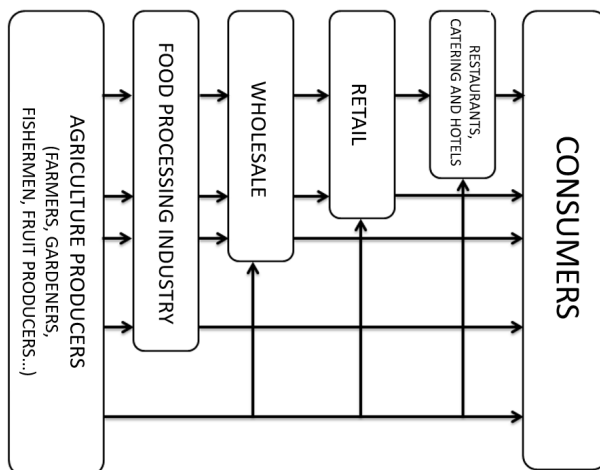 AGRICULTURE PRODUCERS
(FARMERS, GARDENERS,
FISHERMEN, FRUIT PRODUCERS...)
FOOD PROCESSING INDUSTRY
WHOLESALE
RETAIL
RESTAURANTS,
CATERING AND HOTELS
CONSUMERS